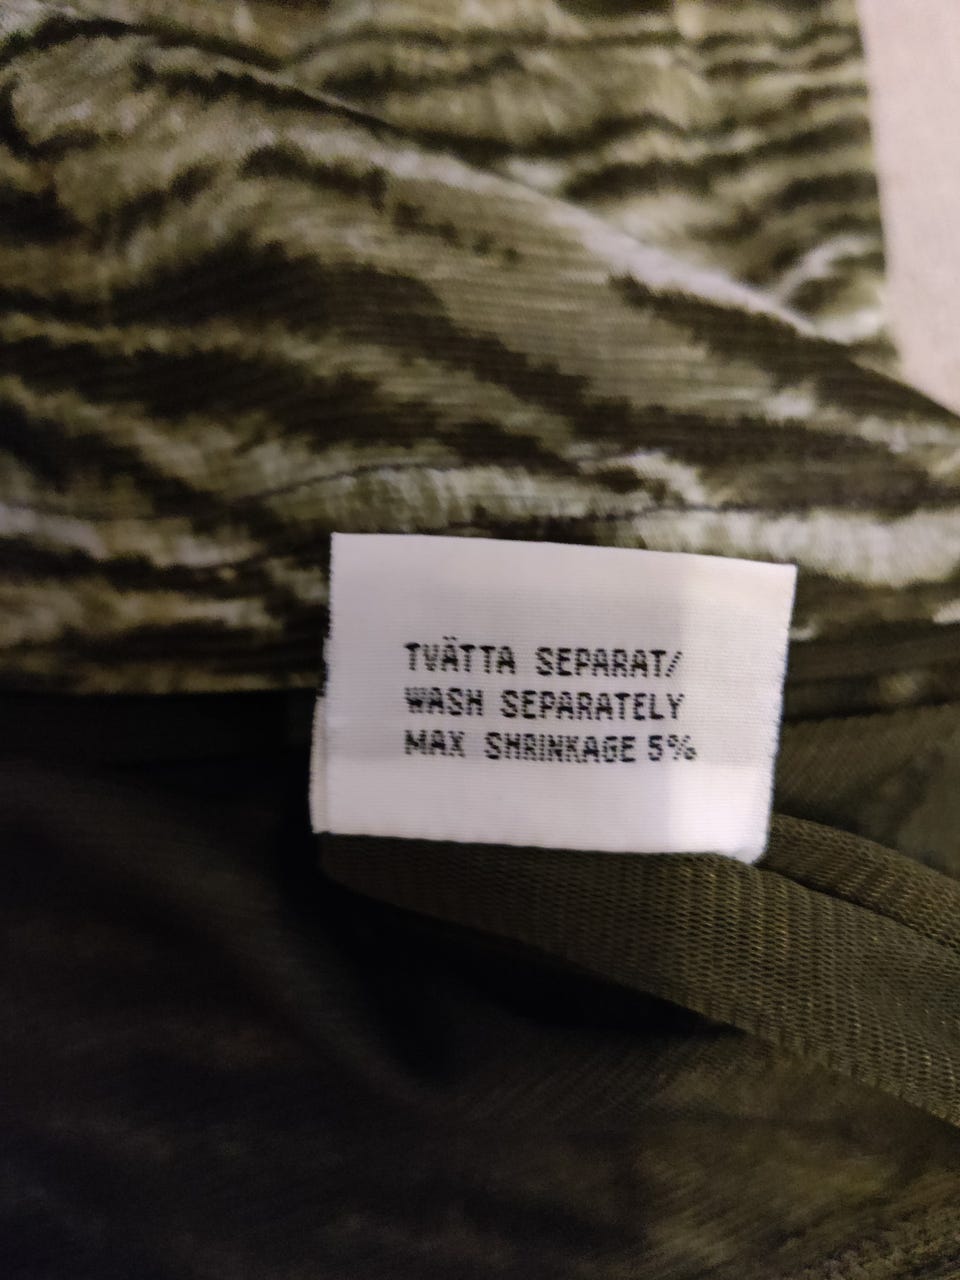 TVÄTTA SEPARAT/
WASH SEPARATELY
MAX SHRINKAGE 5%